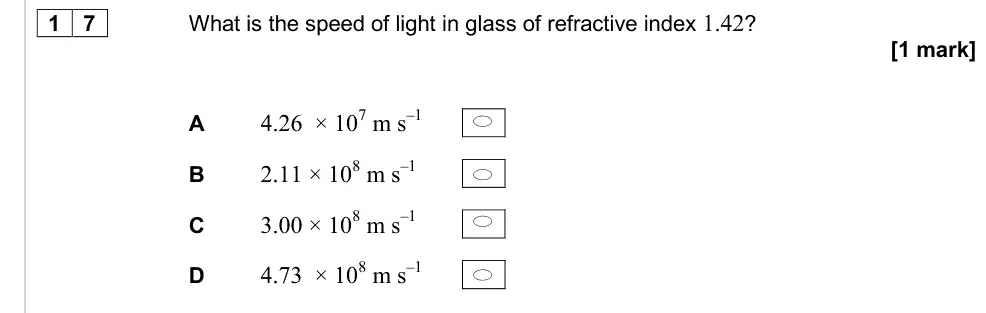 1 7 What is the speed of light in glass of refractive index 1.42?
[1 mark]
A 4.26 × 10⁷ m s⁻¹
B 2.11 × 10⁸ m s⁻¹
C 3.00 × 10⁸ m s⁻¹
D 4.73 × 10⁸ m s⁻¹